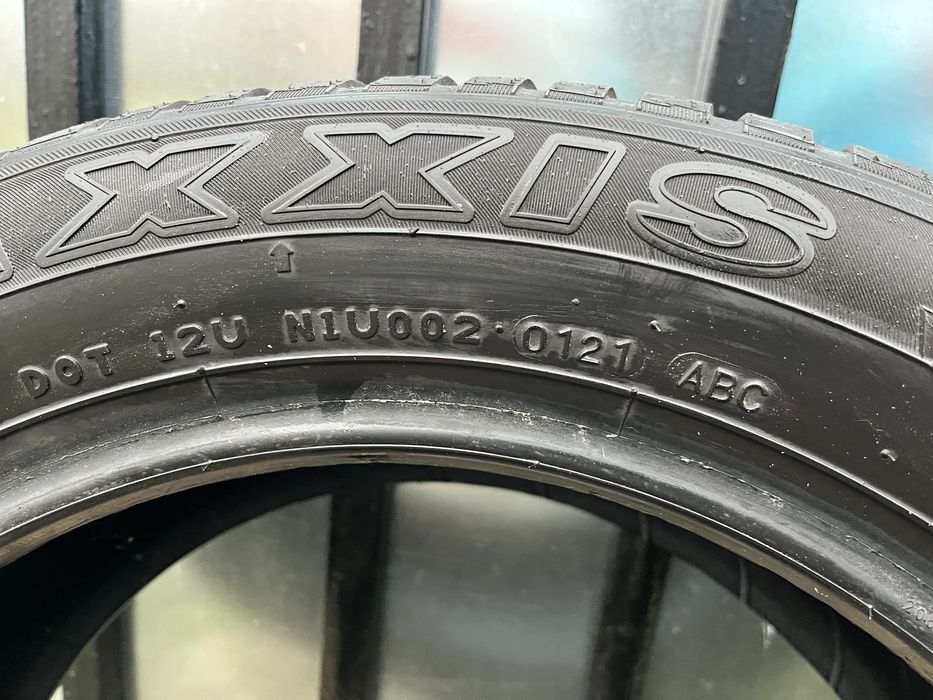 XXIS
DOT 12U N1U002 · 0121 ABC